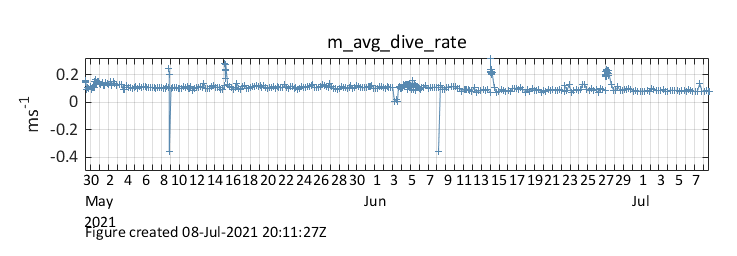 m_avg_dive_rate
0.2
0
-0.2
-0.4
ms-1
30 2 4 6 8 10 12 14 16 18 20 22 24 26 28 30 1 3 5 7 9 11 13 15 17 19 21 23 25 27 29 1 3 5 7
May Jun Jul
2021
Figure created 08-Jul-2021 20:11:27Z